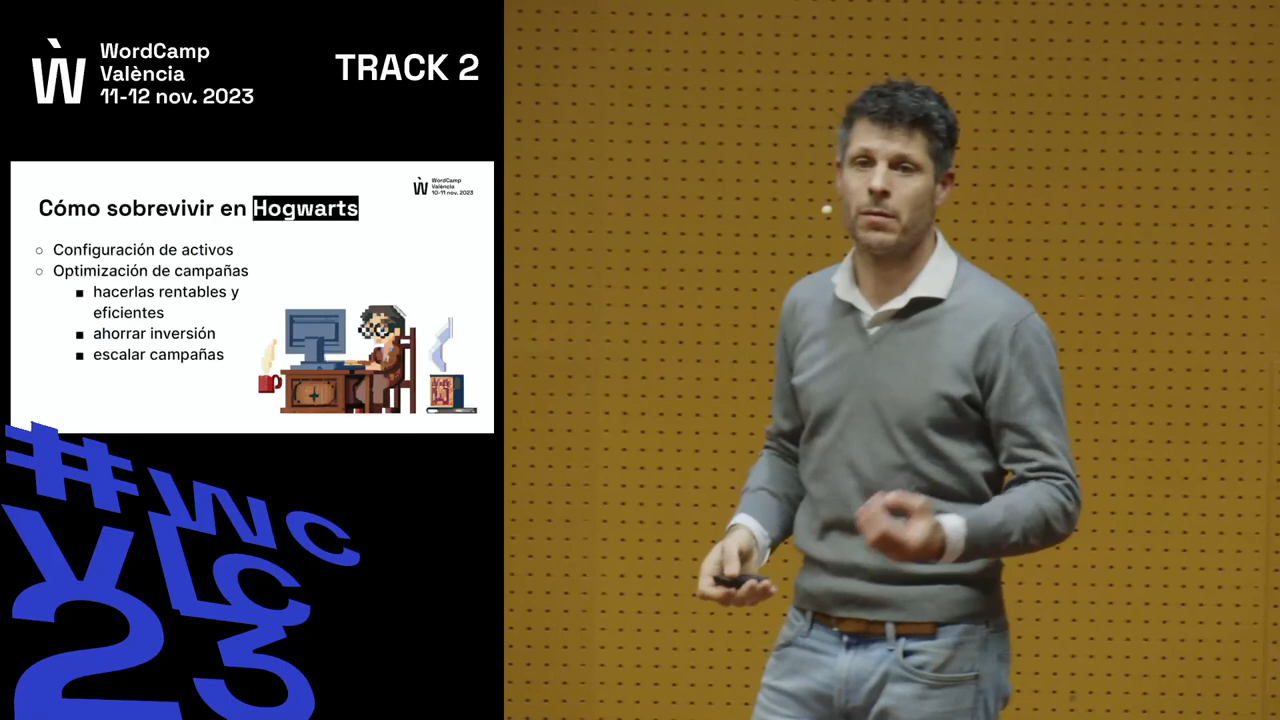 WordCamp
València
11-12 nov. 2023
TRACK 2
WordCamp
València
10-11 nov. 2023
Cómo sobrevivir en Hogwarts
○ Configuración de activos
○ Optimización de campañas
■ hacerlas rentables y
eficientes
■ ahorrar inversión
■ escalar campañas
#WC
VLC
23